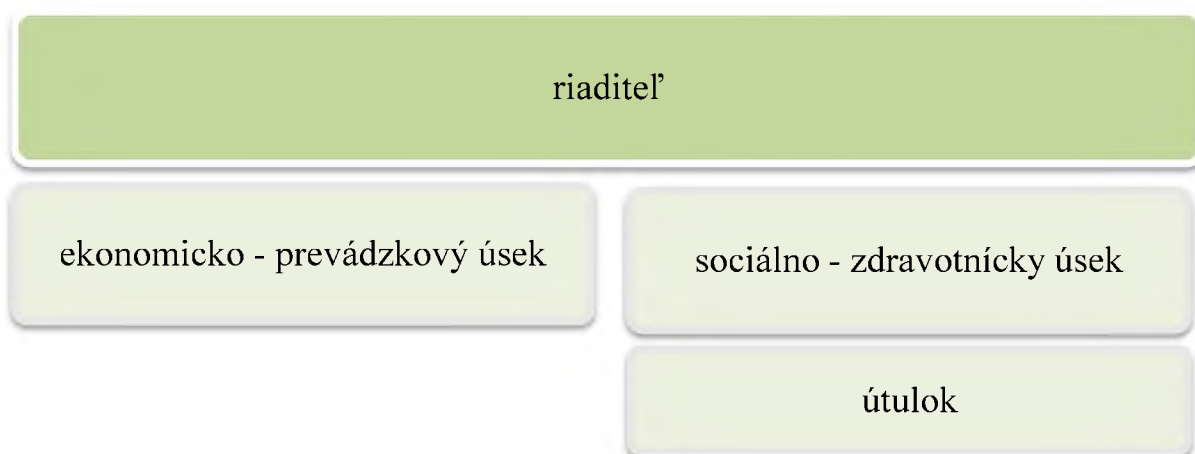 riaditeľ
ekonomicko - prevádzkový úsek
sociálno - zdravotnícky úsek
útulok